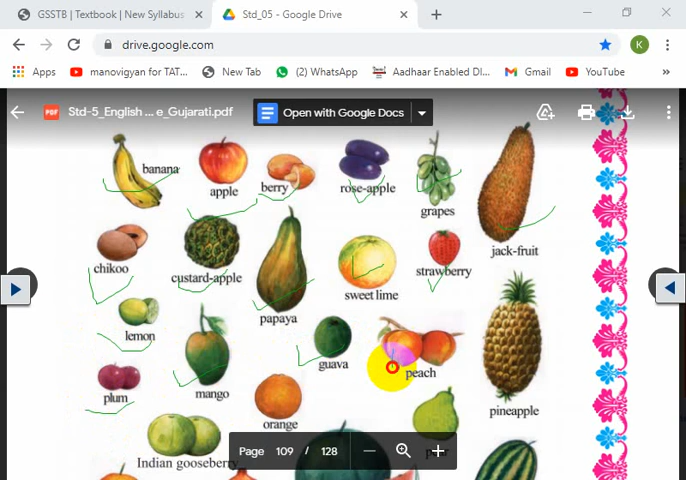 GSSTB | Textbook | New Syllabus
Std_05 - Google Drive
drive.google.com
K
Apps
manovigyan for TAT...
New Tab
(2) WhatsApp
Aadhaar Enabled DI...
Gmail
YouTube
»
PDF
Std-5_English ... e_Gujarati.pdf
Open with Google Docs
banana
apple
berry
rose-apple
grapes
jack-fruit
chikoo
custard-apple
papaya
sweet lime
strawberry
lemon
mango
guava
peach
pineapple
plum
orange
Indian gooseberry
Page 109 / 128